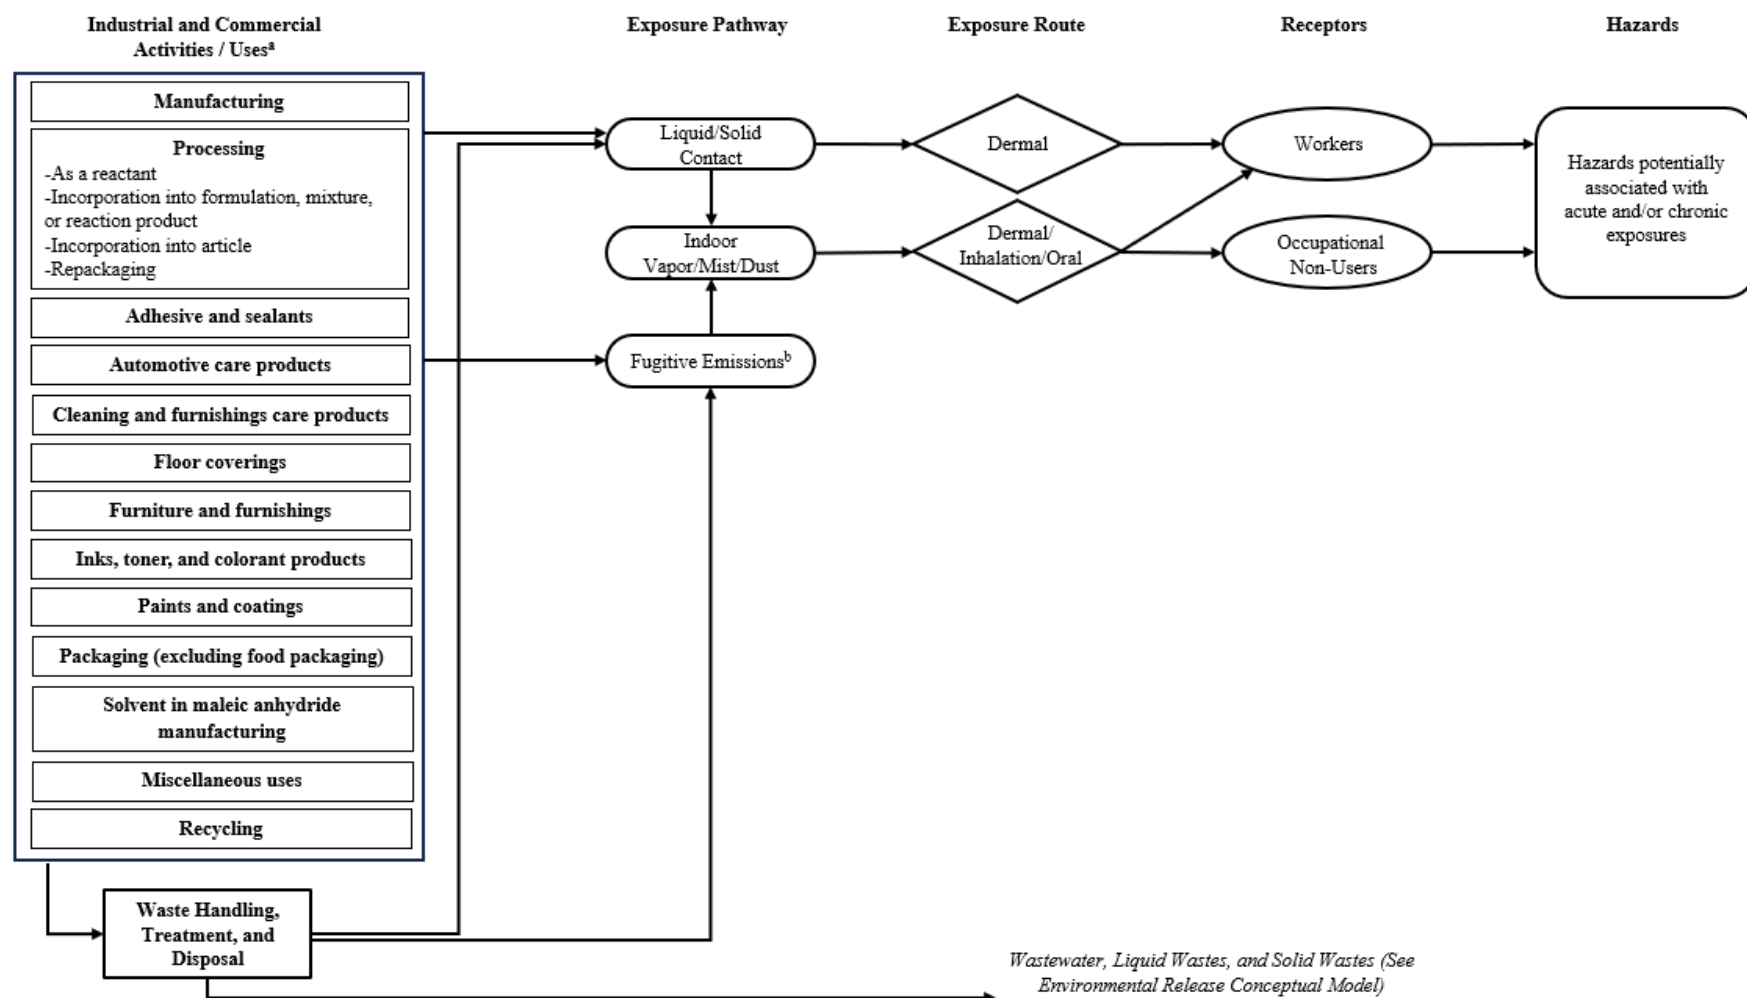 Industrial and Commercial
Activities / Usesᵃ
Exposure Pathway
Exposure Route
Receptors
Hazards
Manufacturing
Processing
-As a reactant
-Incorporation into formulation, mixture,
or reaction product
-Incorporation into article
-Repackaging
Adhesive and sealants
Automotive care products
Cleaning and furnishings care products
Floor coverings
Furniture and furnishings
Inks, toner, and colorant products
Paints and coatings
Packaging (excluding food packaging)
Solvent in maleic anhydride
manufacturing
Miscellaneous uses
Recycling
Waste Handling,
Treatment, and
Disposal
Liquid/Solid
Contact
Indoor
Vapor/Mist/Dust
Fugitive Emissionsᵇ
Dermal
Dermal/
Inhalation/Oral
Workers
Occupational
Non-Users
Hazards potentially
associated with
acute and/or chronic
exposures
Wastewater, Liquid Wastes, and Solid Wastes (See
Environmental Release Conceptual Model)